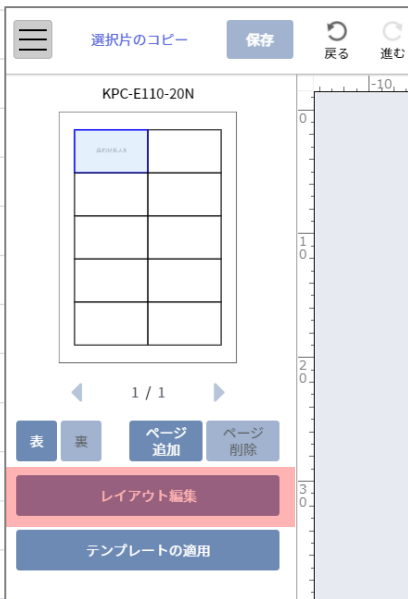 選択片のコピー
保存
戻る
進む
KPC-E110-20N
-10
0
10
20
30
1 / 1
表
裏
ページ
追加
ページ
削除
レイアウト編集
テンプレートの適用